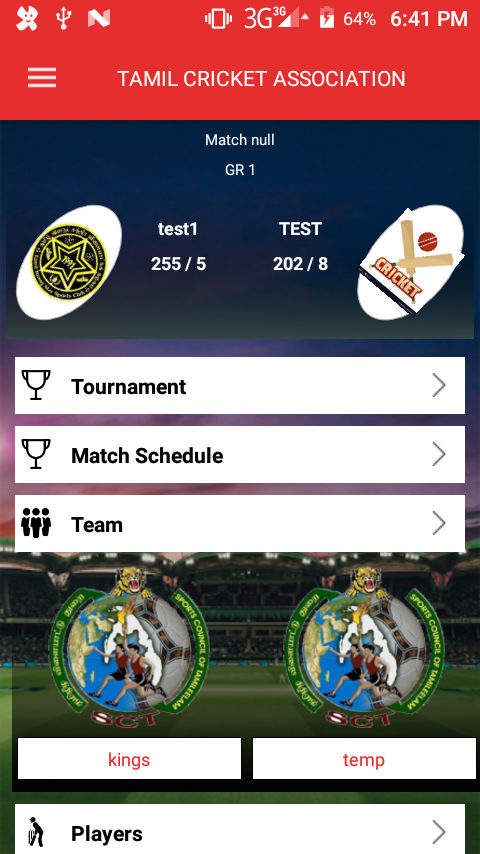 3G 3G 64% 6:41 PM
TAMIL CRICKET ASSOCIATION
Match null
GR 1
test1 TEST
255 / 5 202 / 8
CRICKET
Tournament
Match Schedule
Team
SPORTS COUNCIL OF TAMILEELAM
SCT
SPORTS COUNCIL OF TAMILEELAM
SCT
kings temp
Players